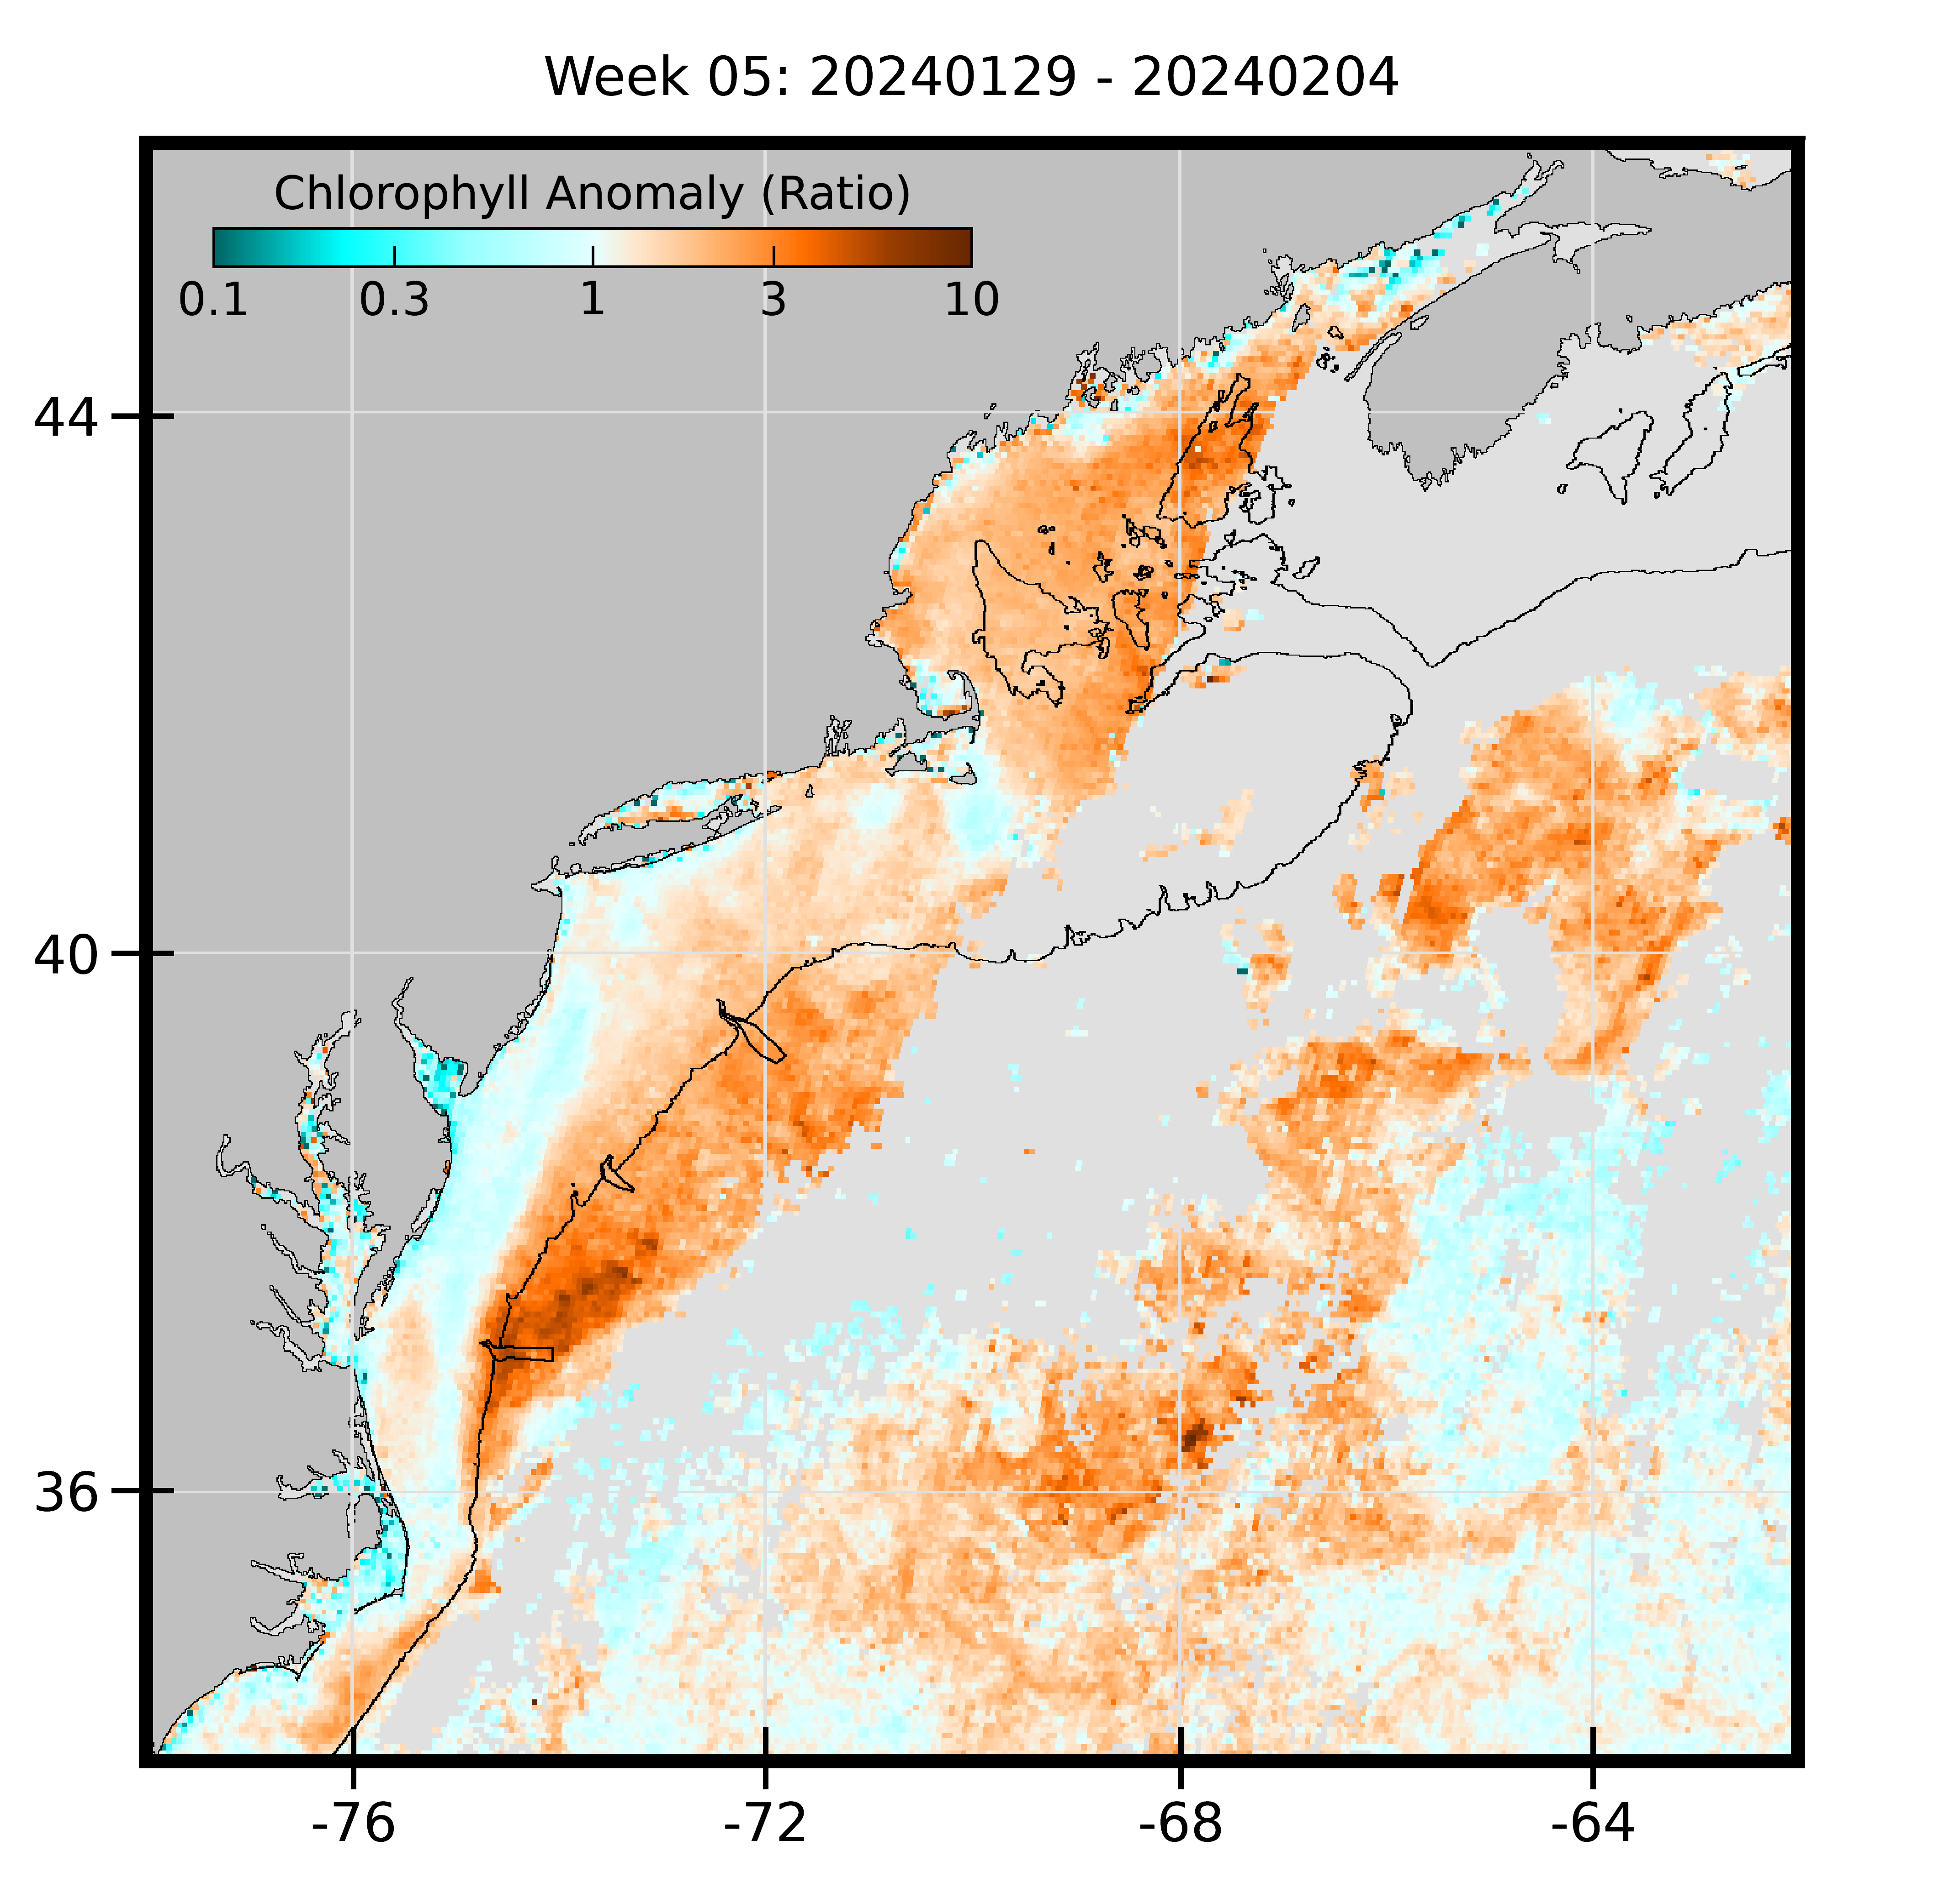 Week 05: 20240129 - 20240204
Chlorophyll Anomaly (Ratio)
0.1 0.3 1 3 10
44
40
36
-76 -72 -68 -64